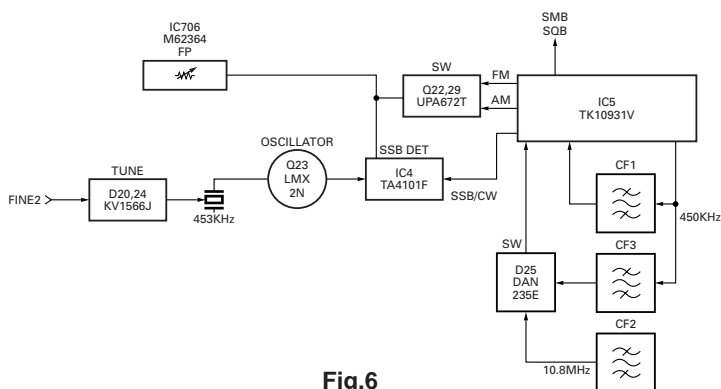 IC706
M62364
FP
SMB
SQB
SW
Q22,29
UPA672T
FM
AM
IC5
TK10931V
OSCILLATOR
Q23
LMX
2N
SSB DET
IC4
TA4101F
SSB/CW
TUNE
D20,24
KV1566J
FINE2
453KHz
CF1
450KHz
SW
D25
DAN
235E
CF3
CF2
10.8MHz
Fig.6